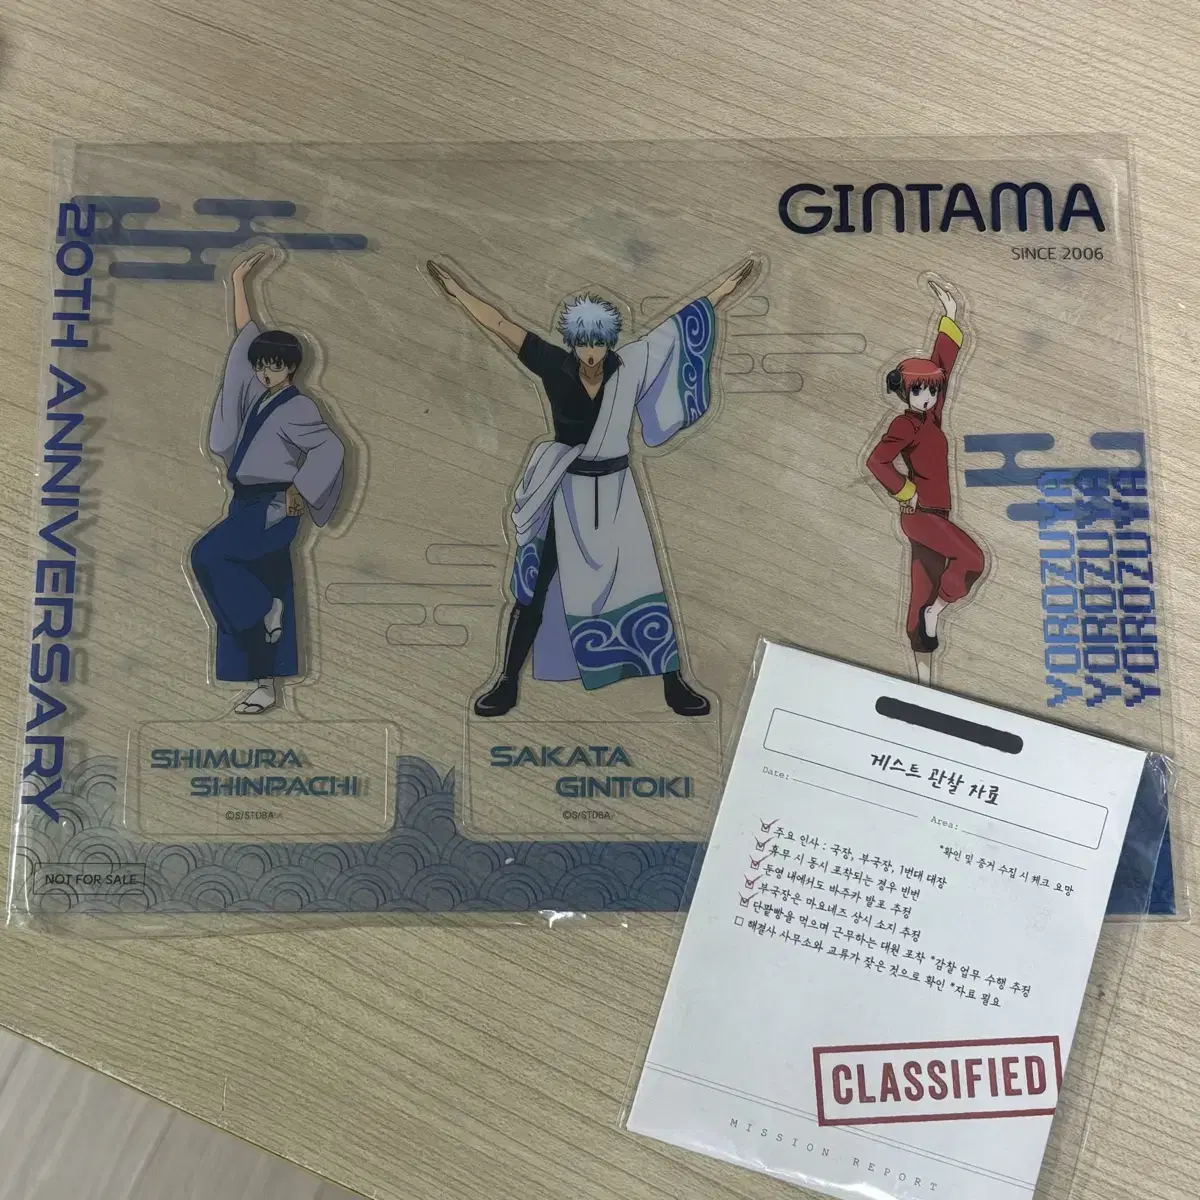 GINTAMA
SINCE 2006
20TH ANNIVERSARY
YOROZUYA
YOROZUYA
YOROZUYA
SHIMURA
SHINPACHI
©S/STDBA
SAKATA
GINTOKI
©S/STDBA
NOT FOR SALE
게스트 관찰 자료
Date:
Area:
*확인 및 증거 수집 시 체크 요망
주요 인사 : 국장, 부국장, 1번대 대장
휴무 시 동시 포착되는 경우 빈번
둔영 내에서도 바주카 발포 추정
부국장은 마요네즈 상시 소지 추정
단팥빵을 먹으며 근무하는 대원 포착 *감찰 업무 수행 추정
해결사 사무소와 교류가 잦은 것으로 확인 *자료 필요
CLASSIFIED
MISSION REPORT